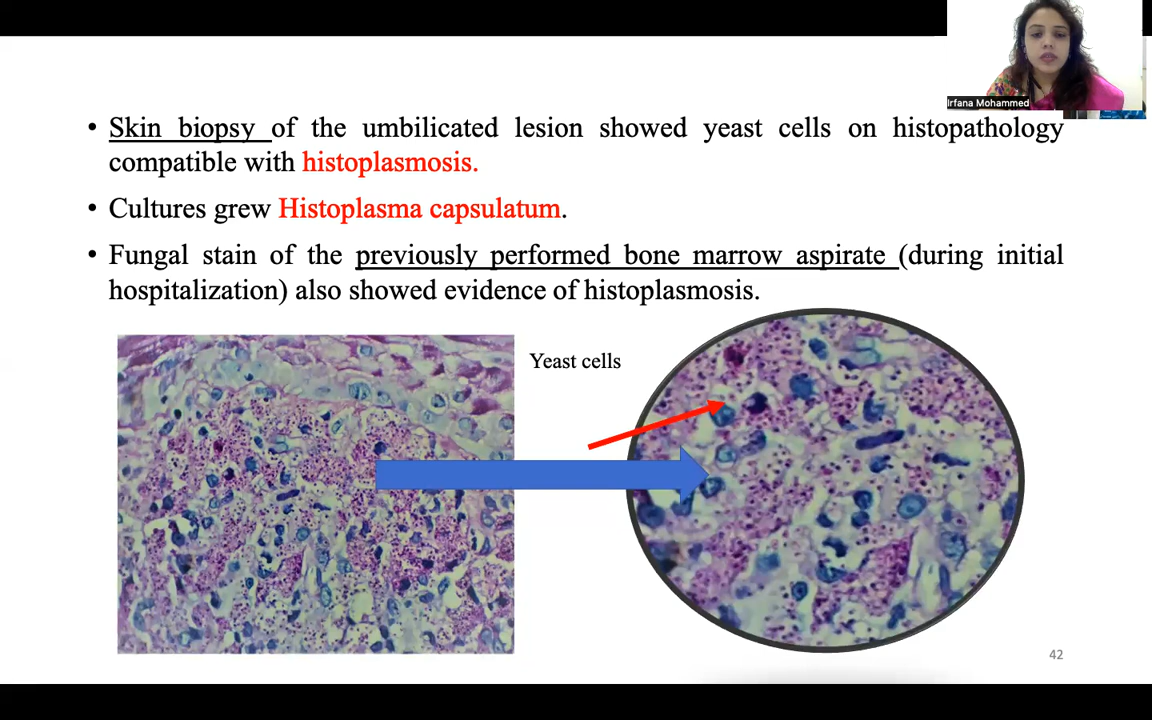 Irfana Mohammed
• Skin biopsy of the umbilicated lesion showed yeast cells on histopathology
compatible with histoplasmosis.
• Cultures grew Histoplasma capsulatum.
• Fungal stain of the previously performed bone marrow aspirate (during initial
hospitalization) also showed evidence of histoplasmosis.
Yeast cells
42